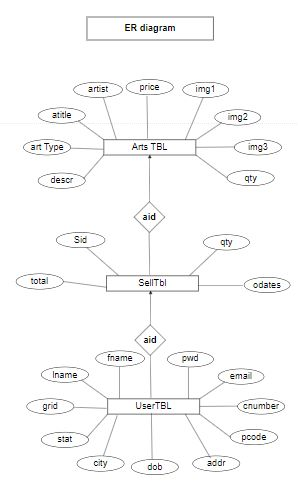 ER diagram
artist
price
img1
atitle
img2
art Type
Arts TBL
img3
descr
qty
aid
Sid
qty
total
SellTbl
odates
aid
fname
pwd
lname
email
grid
UserTBL
cnumber
stat
pcode
city
dob
addr